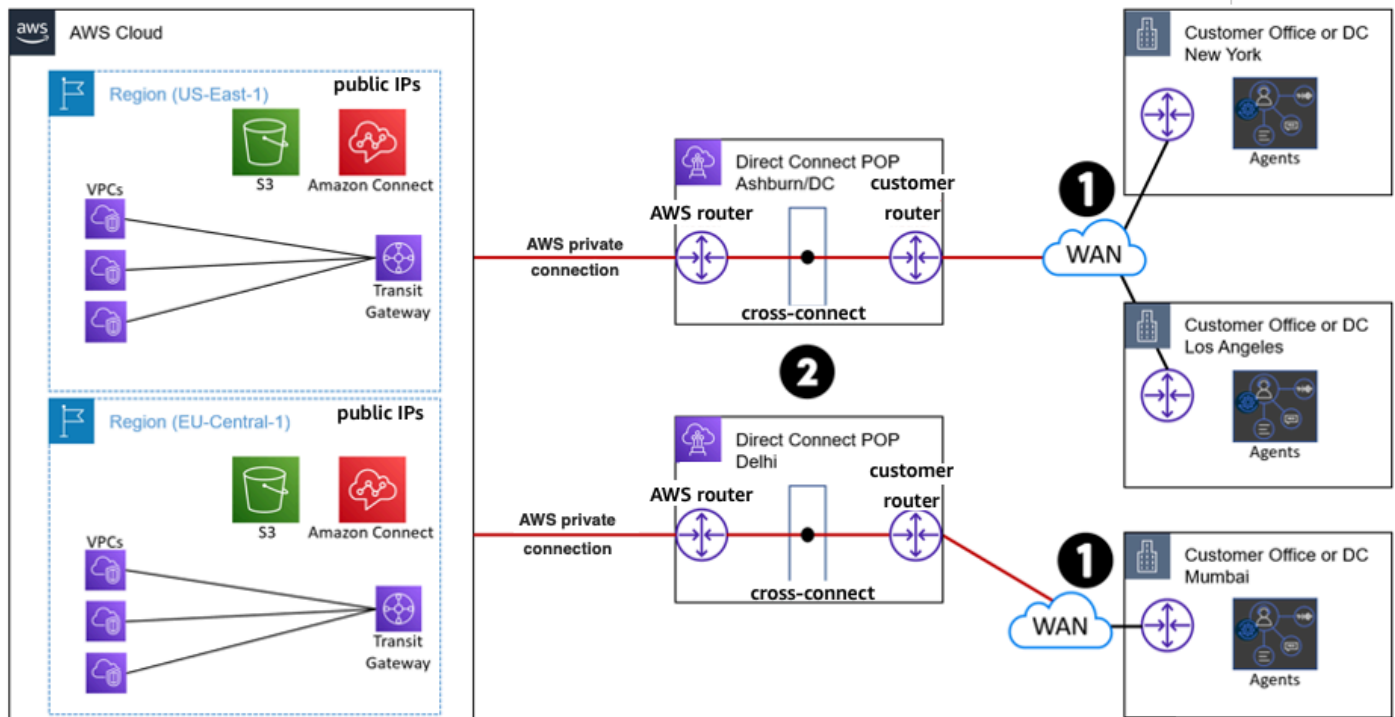 aws
AWS Cloud
Region (US-East-1)
public IPs
S3
Amazon Connect
VPCs
Transit
Gateway
AWS private
connection
Direct Connect POP
Ashburn/DC
customer
router
AWS router
cross-connect
1
WAN
Customer Office or DC
New York
Agents
Customer Office or DC
Los Angeles
Agents
2
Region (EU-Central-1)
public IPs
S3
Amazon Connect
VPCs
Transit
Gateway
AWS private
connection
Direct Connect POP
Delhi
customer
router
AWS router
cross-connect
1
WAN
Customer Office or DC
Mumbai
Agents